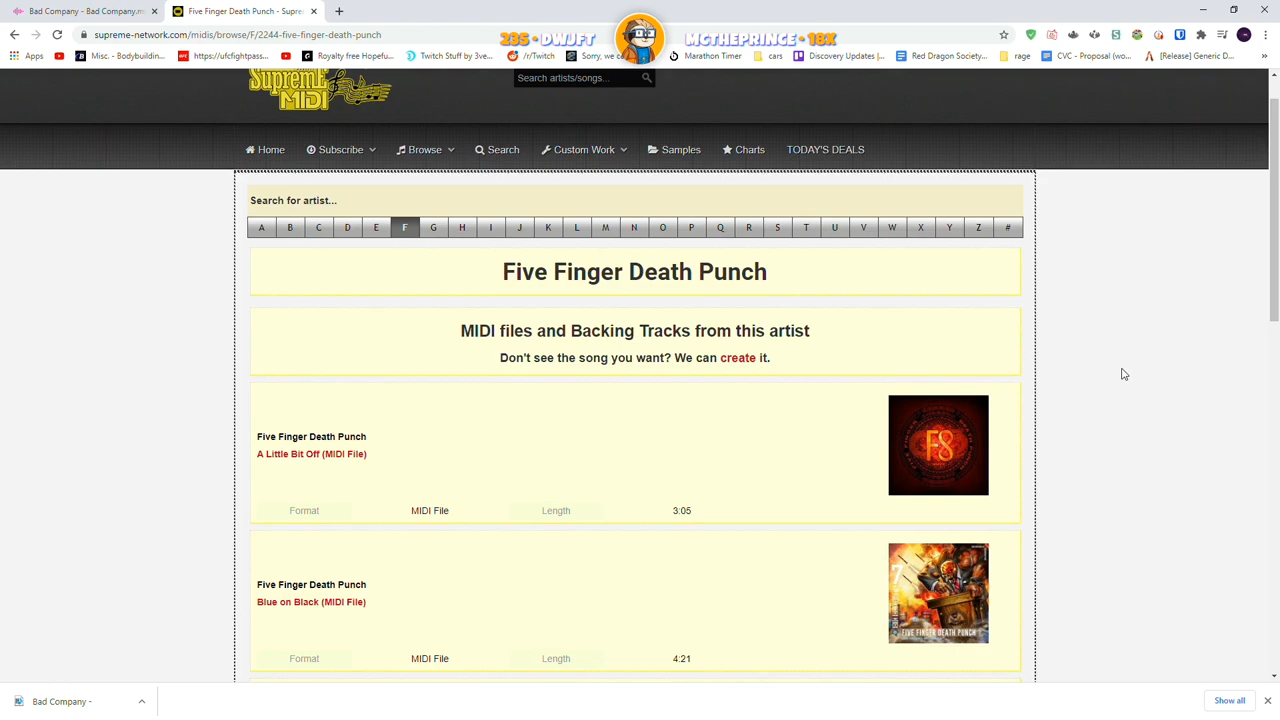 Bad Company - Bad Company.m
Five Finger Death Punch - Supre
supreme-network.com/midis/browse/F/2244-five-finger-death-punch
235 • DWJFT
MCTHEPRINCE • 18X
Apps
Misc. - Bodybuilding...
https://ufcfightpass...
Royalty free Hopefu...
Twitch Stuff by 3ve...
/r/Twitch
Sorry, we co
Marathon Timer
cars
Discovery Updates |...
Red Dragon Society...
rage
CVC - Proposal (wo...
[Release] Generic D...
SUPREME MIDI
Search artists/songs...
Home
Subscribe
Browse
Search
Custom Work
Samples
Charts
TODAY'S DEALS
Search for artist...
A B C D E F G H I J K L M N O P Q R S T U V W X Y Z #
Five Finger Death Punch
MIDI files and Backing Tracks from this artist
Don't see the song you want? We can create it.
Five Finger Death Punch
A Little Bit Off (MIDI File)
F8
Format MIDI File Length 3:05
Five Finger Death Punch
Blue on Black (MIDI File)
7
FIVE FINGER DEATH PUNCH
Format MIDI File Length 4:21
Bad Company -
Show all